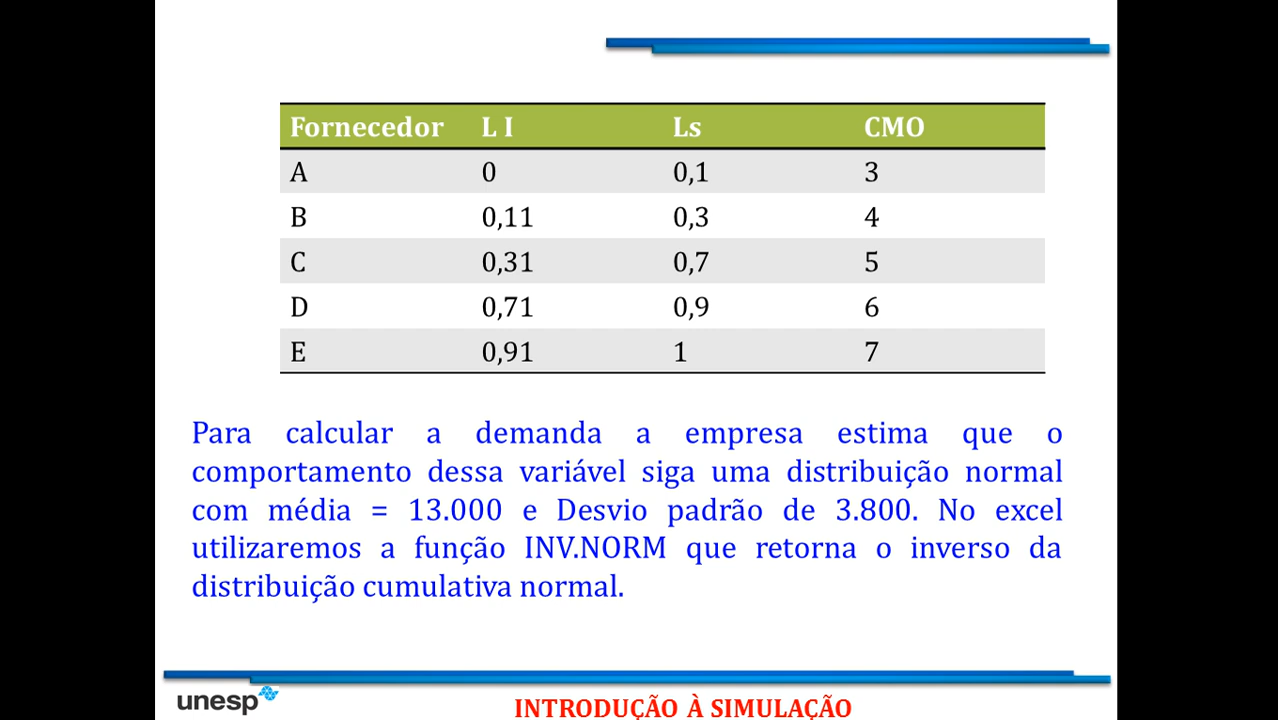 Fornecedor L I Ls CMO
A 0 0,1 3
B 0,11 0,3 4
C 0,31 0,7 5
D 0,71 0,9 6
E 0,91 1 7
Para calcular a demanda a empresa estima que o
comportamento dessa variável siga uma distribuição normal
com média = 13.000 e Desvio padrão de 3.800. No excel
utilizaremos a função INV.NORM que retorna o inverso da
distribuição cumulativa normal.
unesp
INTRODUÇÃO À SIMULAÇÃO